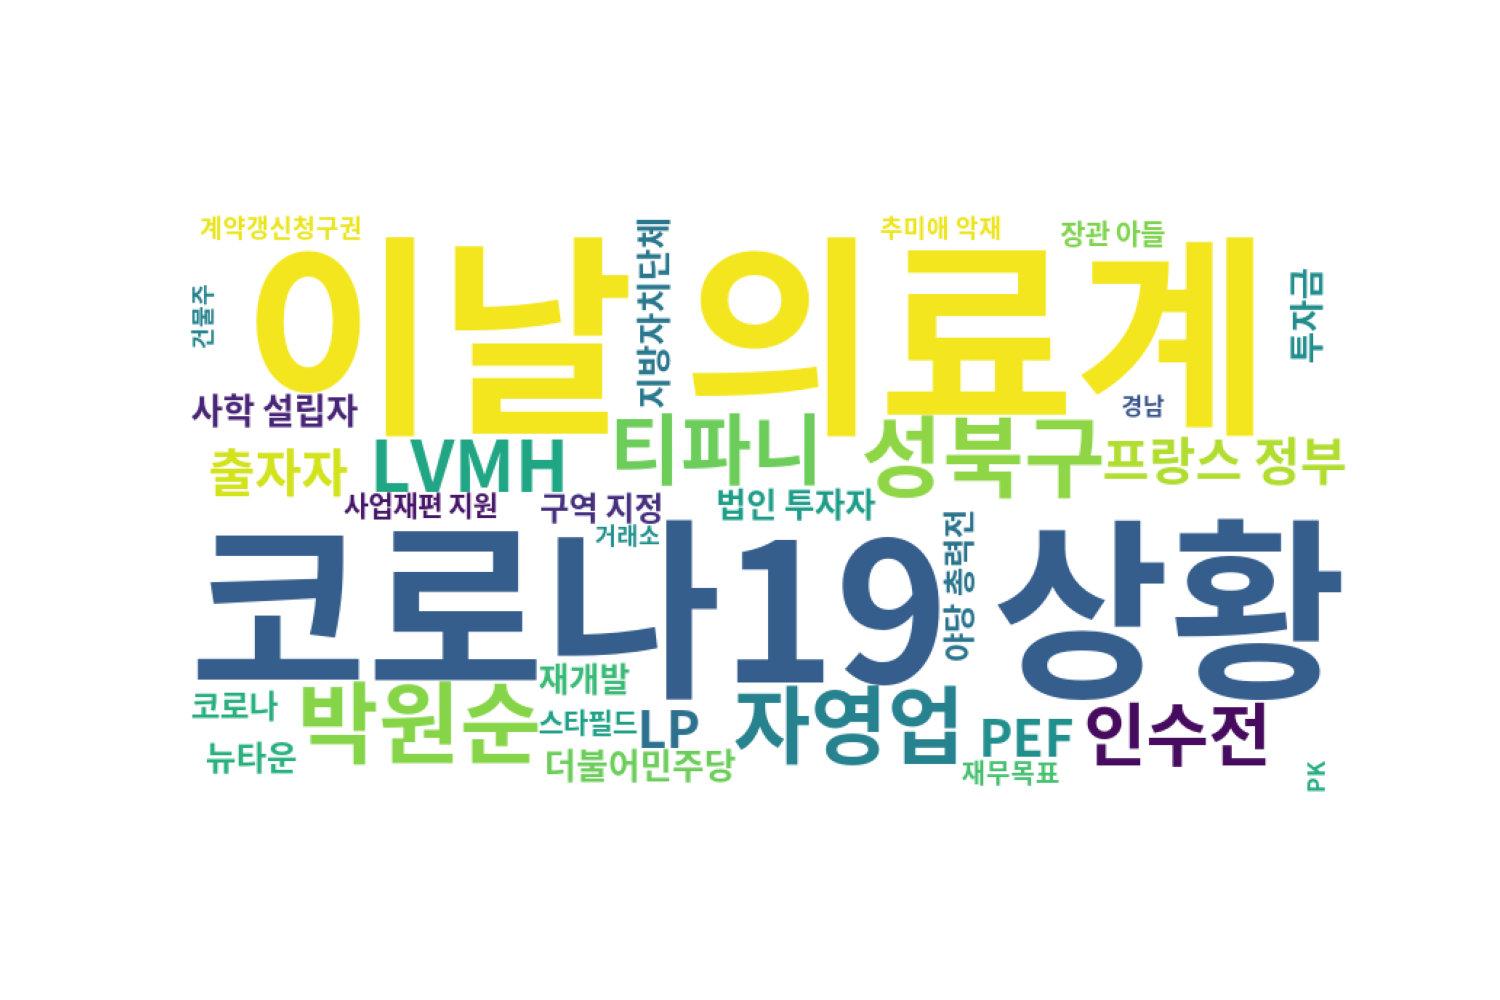 계약갱신청구권
추미애 악재
장관 아들
이날 의료계
지방자치단체
건물주
투자금
사학 설립자
경남
출자자
LVMH
티파니
성북구
프랑스 정부
사업재편 지원
구역 지정
법인 투자자
거래소
코로나19 상황
야당 총력전
재개발
코로나
박원순
스타필드
LP
자영업
PEF
인수전
뉴타운
더불어민주당
재무목표
PK